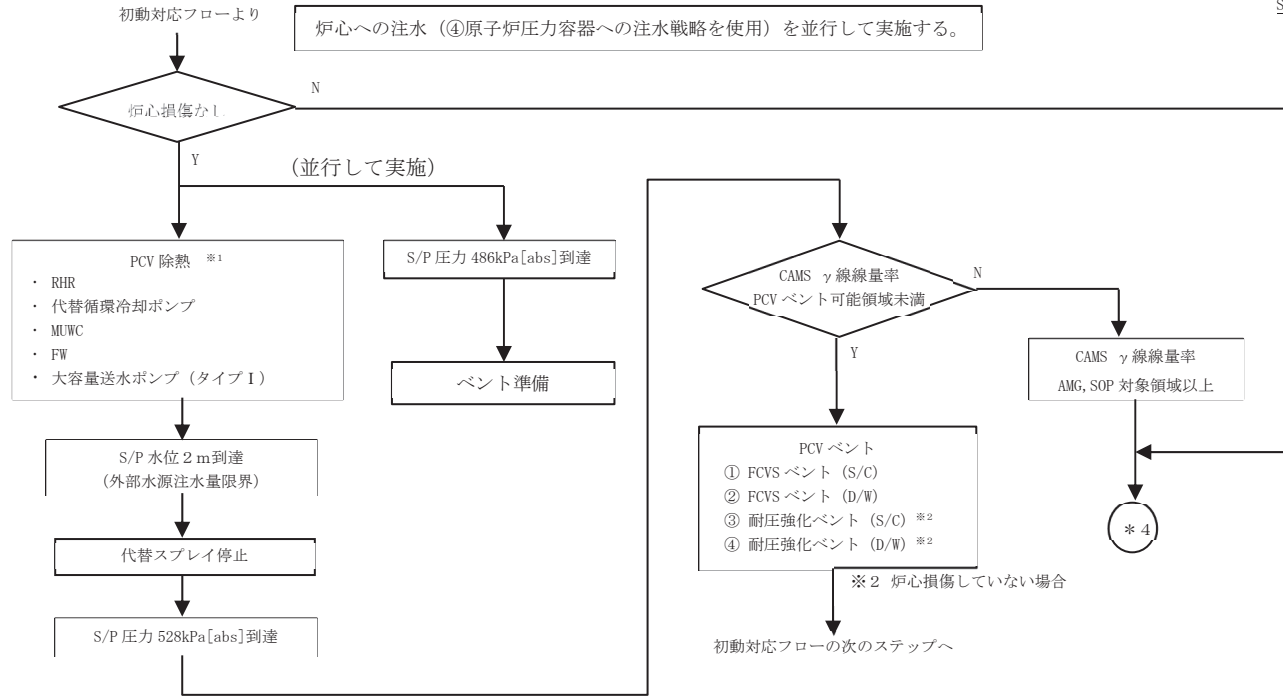 初動対応フローより
炉心への注水（④原子炉圧力容器への注水戦略を使用）を並行して実施する。
S
炉心損傷なし
N
Y
(並行して実施)
PCV 除熱 ※1
・ RHR
・ 代替循環冷却ポンプ
・ MUWC
・ FW
・ 大容量送水ポンプ（タイプⅠ）
S/P 圧力 486kPa[abs]到達
ベント準備
S/P 水位２ｍ到達
(外部水源注水量限界)
代替スプレイ停止
S/P 圧力 528kPa[abs]到達
CAMS γ線線量率
PCV ベント可能領域未満
N
Y
CAMS γ線線量率
AMG,SOP 対象領域以上
PCV ベント
① FCVS ベント（S/C）
② FCVS ベント（D/W）
③ 耐圧強化ベント（S/C）※2
④ 耐圧強化ベント（D/W）※2
＊4
※２ 炉心損傷していない場合
初動対応フローの次のステップへ